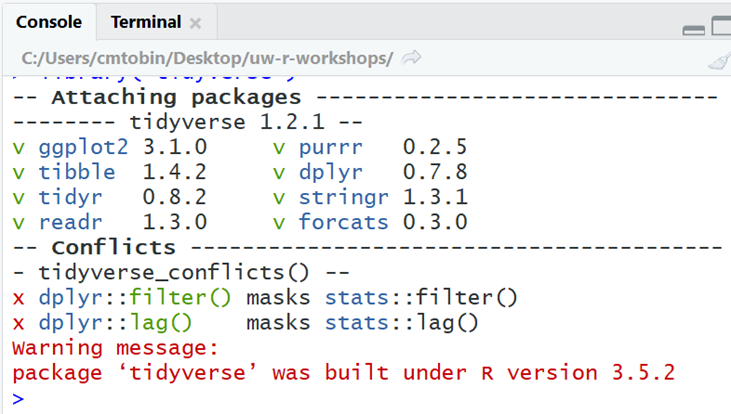 Console Terminal ×
C:/Users/cmtobin/Desktop/uw-r-workshops/
-- Attaching packages -------------------------------
-------- tidyverse 1.2.1 --
v ggplot2 3.1.0     v purrr   0.2.5
v tibble  1.4.2     v dplyr   0.7.8
v tidyr   0.8.2     v stringr 1.3.1
v readr   1.3.0     v forcats 0.3.0
-- Conflicts -----------------------------------------
- tidyverse_conflicts() --
x dplyr::filter() masks stats::filter()
x dplyr::lag()    masks stats::lag()
Warning message:
package ‘tidyverse’ was built under R version 3.5.2
>